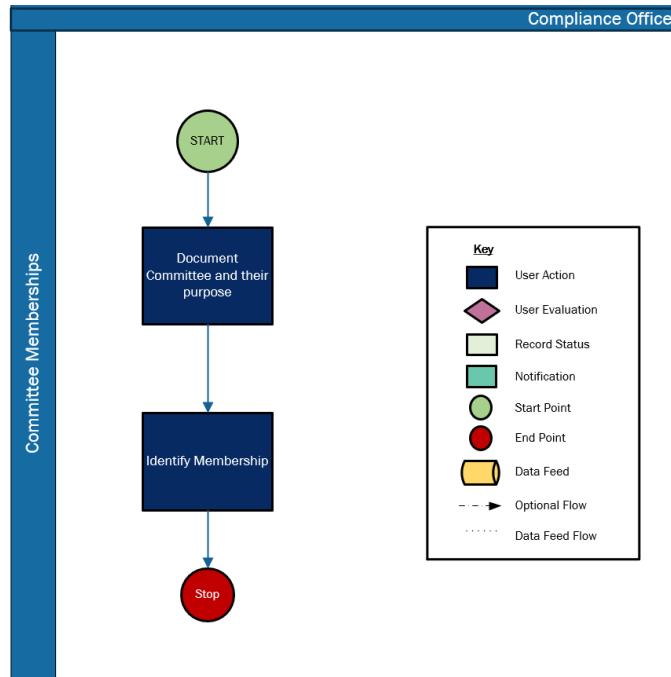 Compliance Office
Committee Memberships
START
Document
Committee and their
purpose
Identify Membership
Stop
Key
User Action
User Evaluation
Record Status
Notification
Start Point
End Point
Data Feed
Optional Flow
Data Feed Flow